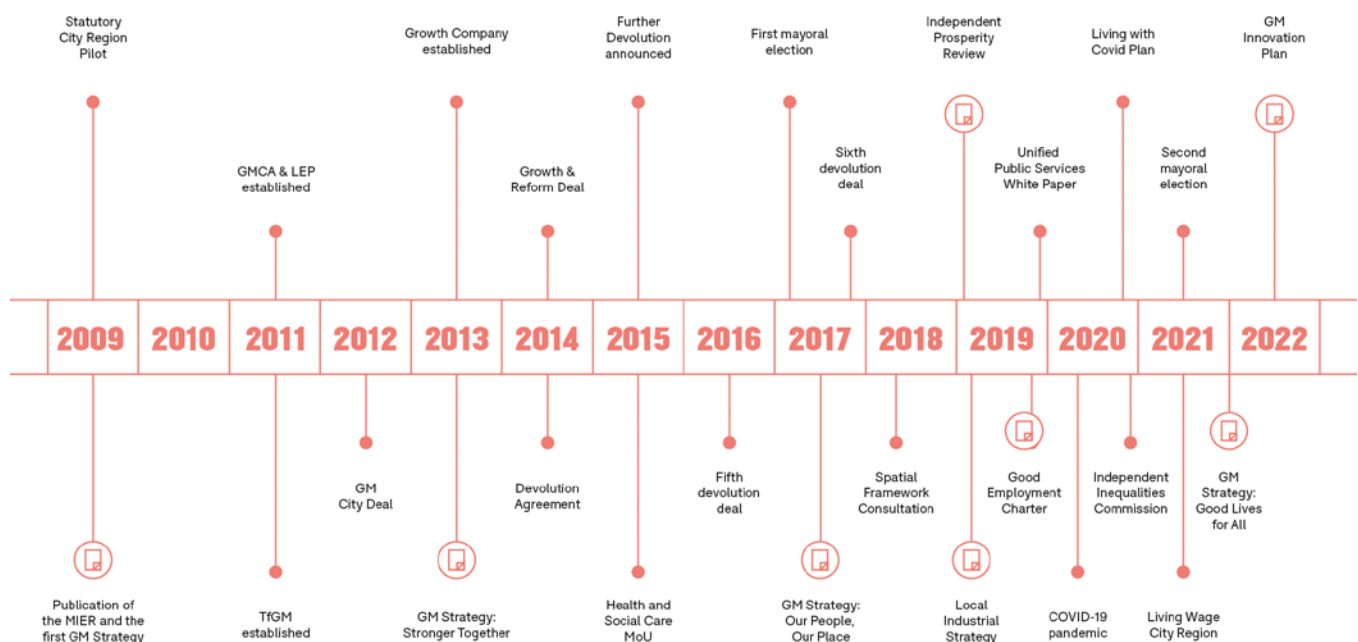 Statutory
City Region
Pilot
Growth Company
established
Further
Devolution
announced
First mayoral
election
Independent
Prosperity
Review
Living with
Covid Plan
GM
Innovation
Plan
GMCA & LEP
established
Growth &
Reform Deal
Sixth
devolution
deal
Unified
Public Services
White Paper
Second
mayoral
election
2009
2010
2011
2012
2013
2014
2015
2016
2017
2018
2019
2020
2021
2022
GM
City Deal
Devolution
Agreement
Fifth
devolution
deal
Spatial
Framework
Consultation
Good
Employment
Charter
Independent
Inequalities
Commission
GM
Strategy:
Good Lives
for All
Publication of
the MIER and the
first GM Strategy
TfGM
established
GM Strategy:
Stronger Together
Health and
Social Care
MoU
GM Strategy:
Our People,
Our Place
Local
Industrial
Strategy
COVID-19
pandemic
Living Wage
City Region